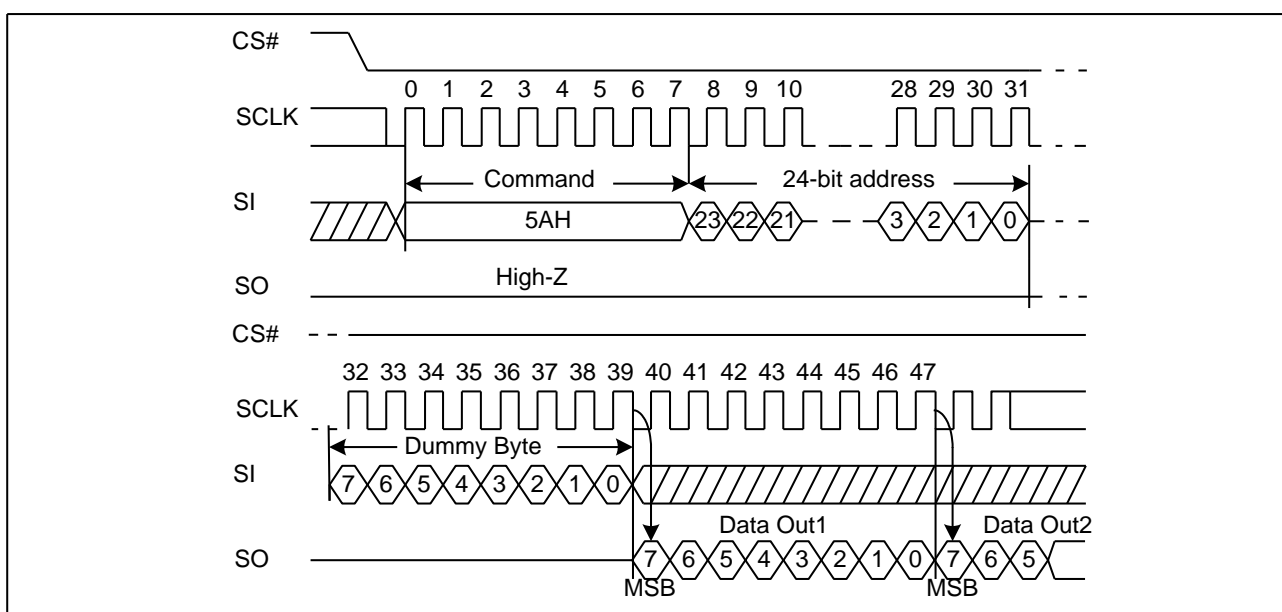 CS#
0 1 2 3 4 5 6 7 8 9 10 28 29 30 31
SCLK
Command 24-bit address
SI
5AH 23 22 21 3 2 1 0
High-Z
SO
CS#
32 33 34 35 36 37 38 39 40 41 42 43 44 45 46 47
SCLK
Dummy Byte
SI
7 6 5 4 3 2 1 0
Data Out1 Data Out2
SO
7 6 5 4 3 2 1 0 7 6 5
MSB MSB